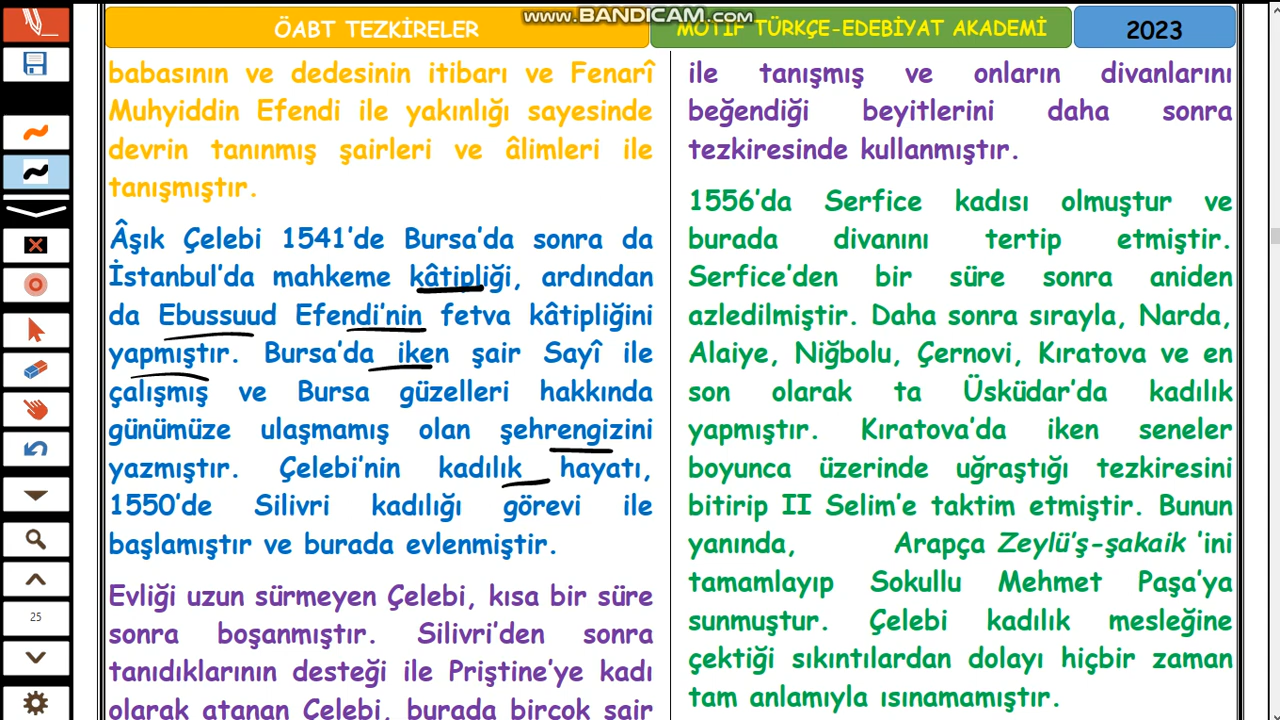 www.BANDICAM.com
ÖABT TEZKİRELER
MOTİF TÜRKÇE-EDEBİYAT AKADEMİ
2023
babasının ve dedesinin itibarı ve Fenarî
Muhyiddin Efendi ile yakınlığı sayesinde
devrin tanınmış şairleri ve âlimleri ile
tanışmıştır.
Âşık Çelebi 1541’de Bursa’da sonra da
İstanbul’da mahkeme kâtipliği, ardından
da Ebussuud Efendi’nin fetva kâtipliğini
yapmıştır. Bursa’da iken şair Sayî ile
çalışmış ve Bursa güzelleri hakkında
günümüze ulaşmamış olan şehrengizini
yazmıştır. Çelebi’nin kadılık hayatı,
1550’de Silivri kadılığı görevi ile
başlamıştır ve burada evlenmiştir.
Evliği uzun sürmeyen Çelebi, kısa bir süre
sonra boşanmıştır. Silivri’den sonra
tanıdıklarının desteği ile Priştine’ye kadı
olarak atanan Çelebi, burada birçok şair
ile tanışmış ve onların divanlarını
beğendiği beyitlerini daha sonra
tezkiresinde kullanmıştır.
1556’da Serfice kadısı olmuştur ve
burada divanını tertip etmiştir.
Serfice’den bir süre sonra aniden
azledilmiştir. Daha sonra sırayla, Narda,
Alaiye, Niğbolu, Çernovi, Kıratova ve en
son olarak ta Üsküdar’da kadılık
yapmıştır. Kıratova’da iken seneler
boyunca üzerinde uğraştığı tezkiresini
bitirip II Selim’e taktim etmiştir. Bunun
yanında, Arapça Zeylü’ş-şakaik ’ini
tamamlayıp Sokullu Mehmet Paşa’ya
sunmuştur. Çelebi kadılık mesleğine
çektiği sıkıntılardan dolayı hiçbir zaman
tam anlamıyla ısınamamıştır.
25